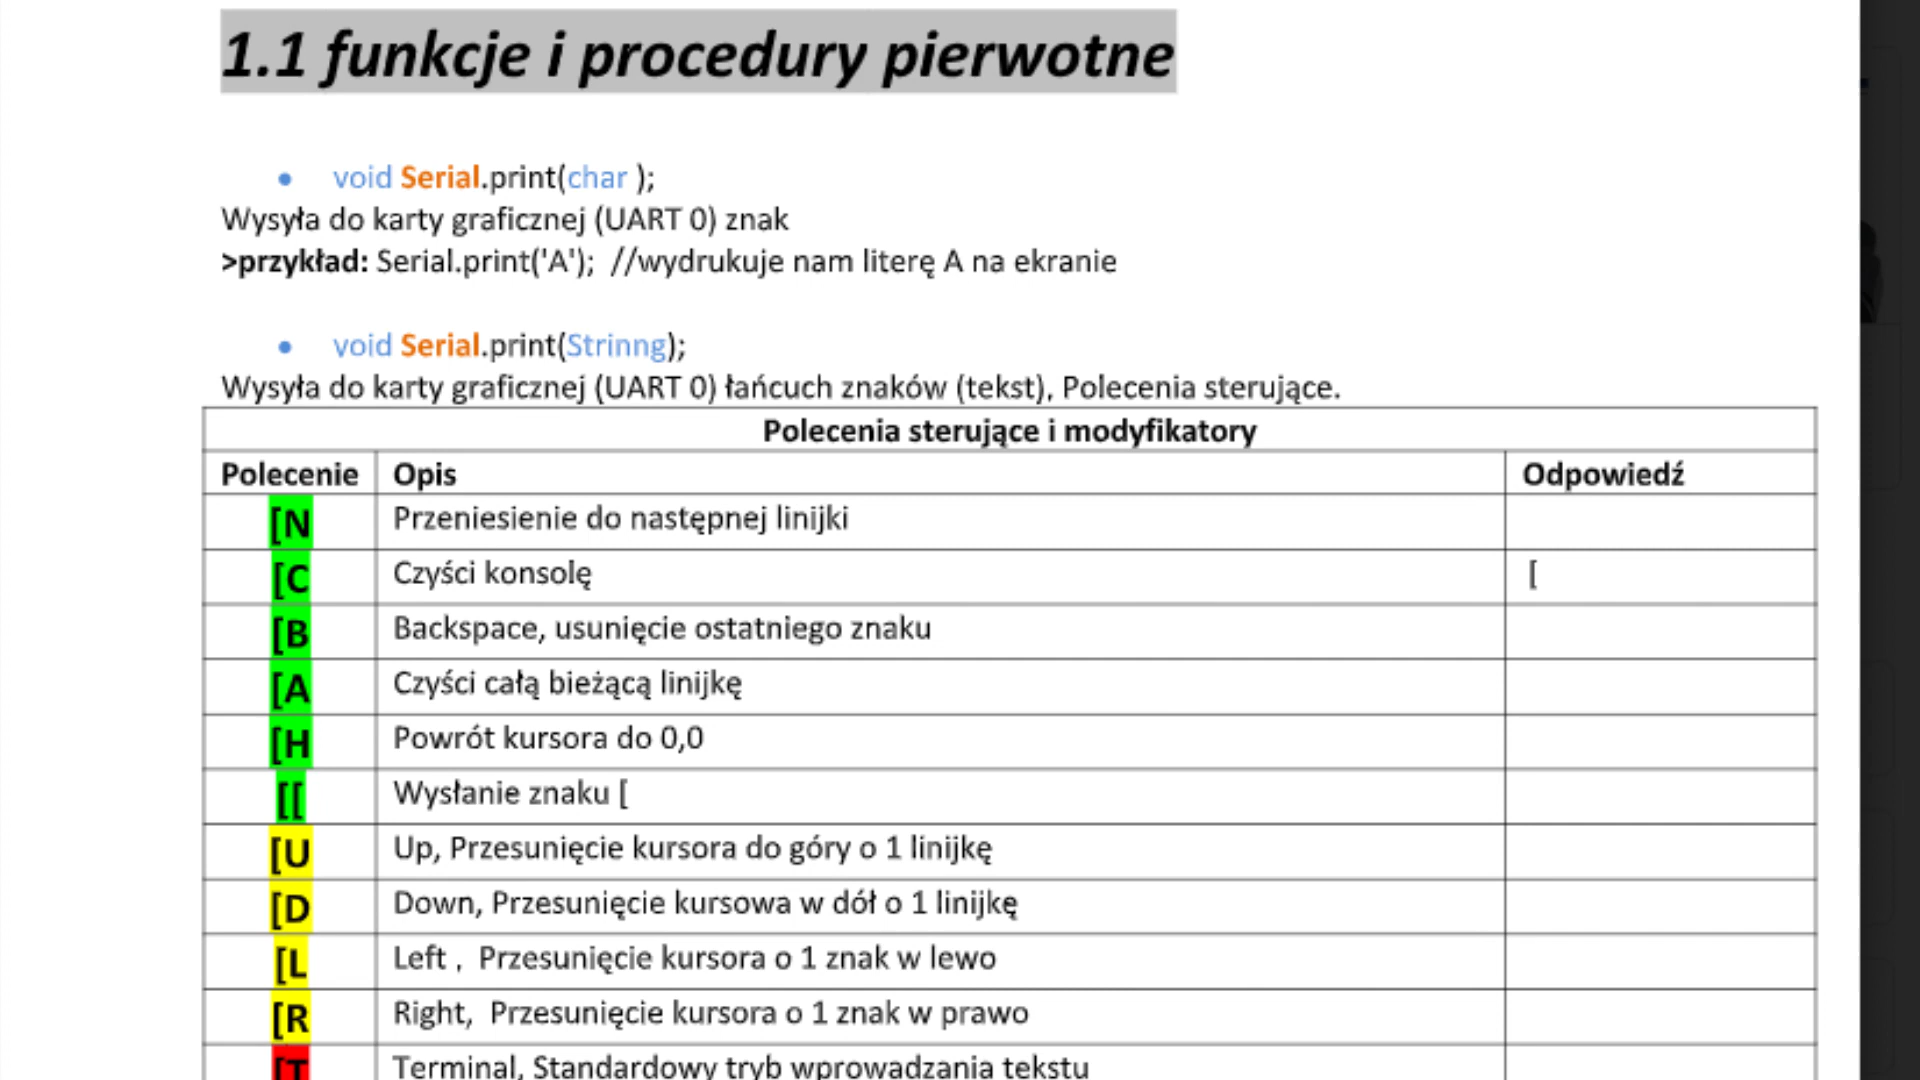 1.1 funkcje i procedury pierwotne
• void Serial.print(char );
Wysyła do karty graficznej (UART 0) znak
>przykład: Serial.print('A');  //wydrukuje nam literę A na ekranie
• void Serial.print(Strinng);
Wysyła do karty graficznej (UART 0) łańcuch znaków (tekst), Polecenia sterujące.
Polecenia sterujące i modyfikatory
Polecenie Opis Odpowiedź
[N Przeniesienie do następnej linijki
[C Czyści konsolę [
[B Backspace, usunięcie ostatniego znaku
[A Czyści całą bieżącą linijkę
[H Powrót kursora do 0,0
[[ Wysłanie znaku [
[U Up, Przesunięcie kursora do góry o 1 linijkę
[D Down, Przesunięcie kursowa w dół o 1 linijkę
[L Left ,  Przesunięcie kursora o 1 znak w lewo
[R Right,  Przesunięcie kursora o 1 znak w prawo
[T Terminal, Standardowy tryb wprowadzania tekstu